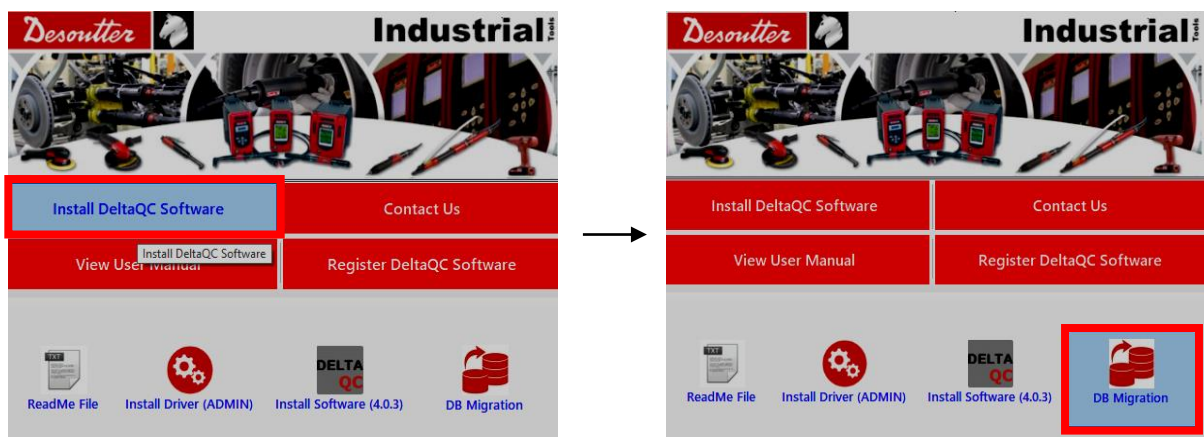 Desoutter Industrial Tools
Install DeltaQC Software
Contact Us
Install DeltaQC Software
View User Manual
Register DeltaQC Software
TXT
DELTA
QC
ReadMe File
Install Driver (ADMIN)
Install Software (4.0.3)
DB Migration
Desoutter Industrial Tools
Install DeltaQC Software
Contact Us
View User Manual
Register DeltaQC Software
TXT
DELTA
QC
ReadMe File
Install Driver (ADMIN)
Install Software (4.0.3)
DB Migration